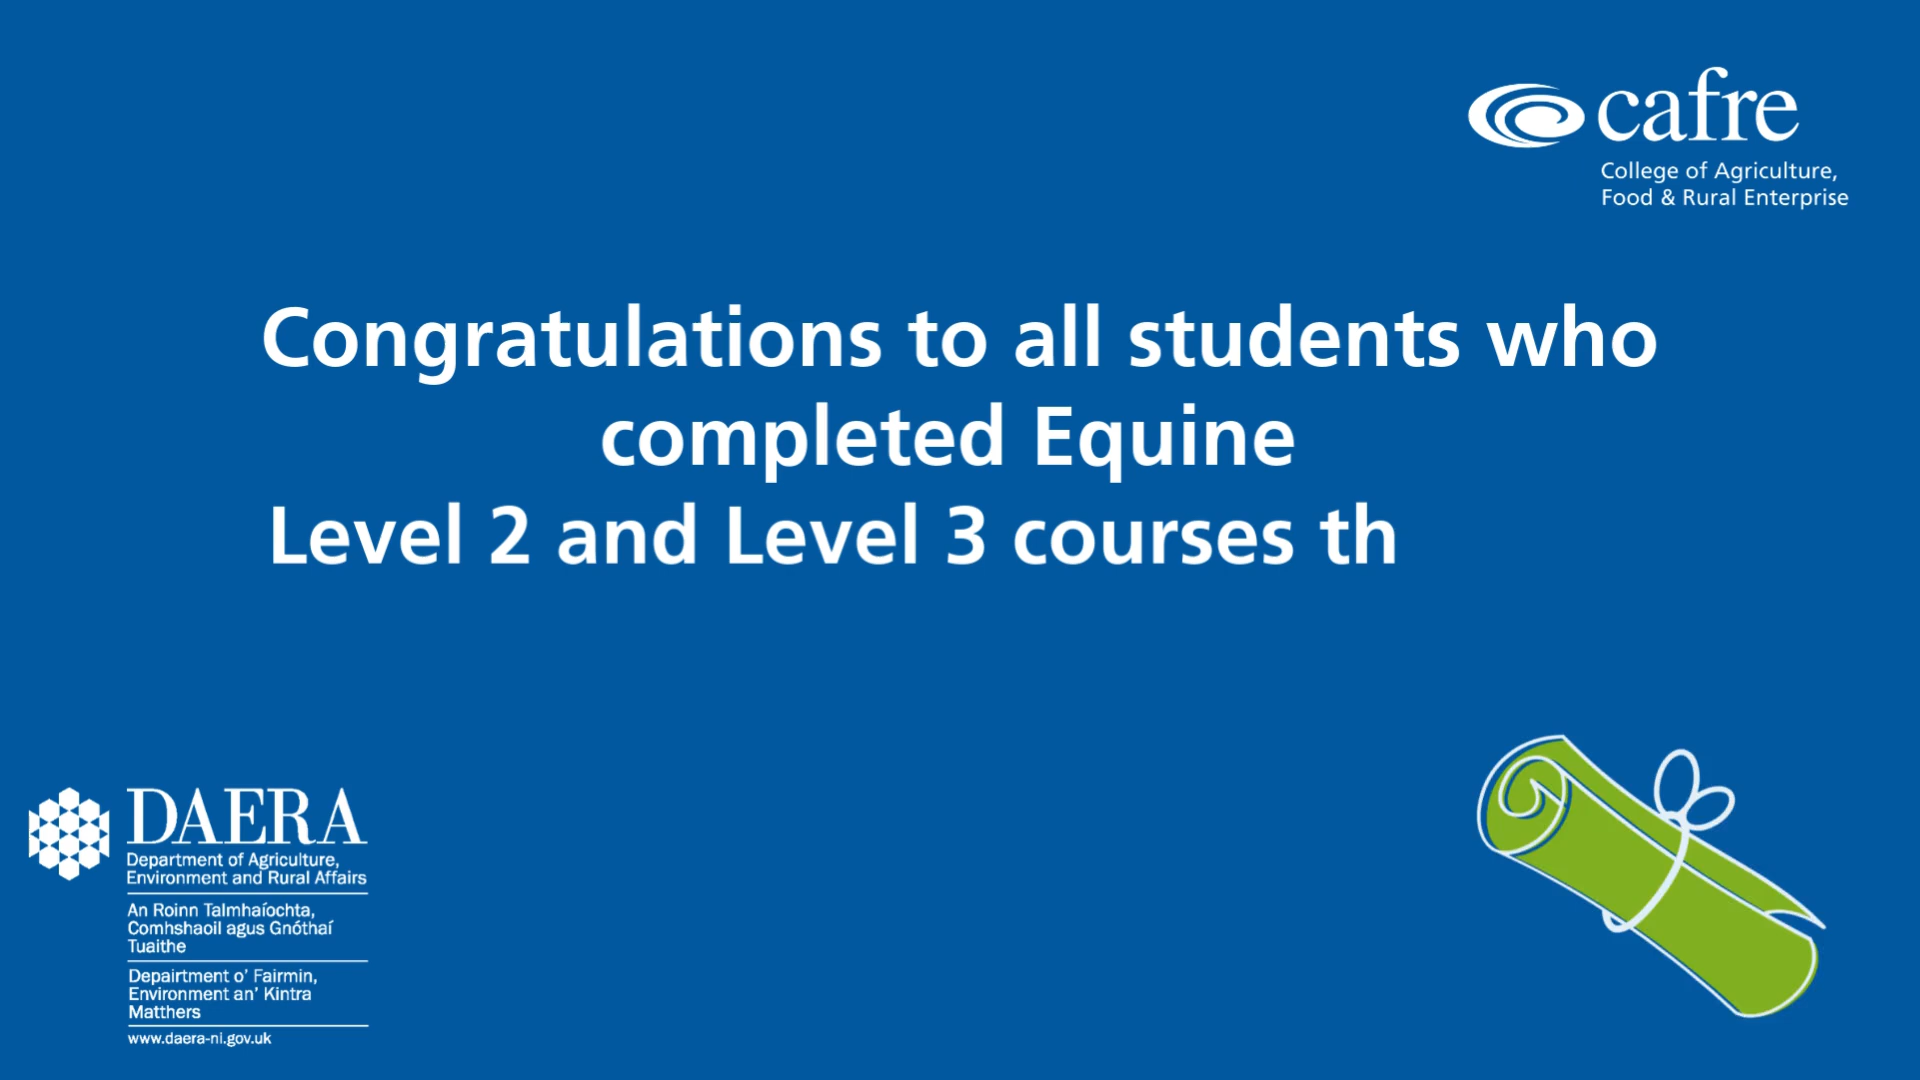 cafre
College of Agriculture,
Food & Rural Enterprise
Congratulations to all students who
completed Equine
Level 2 and Level 3 courses th
DAERA
Department of Agriculture,
Environment and Rural Affairs
An Roinn Talmhaíochta,
Comhshaoil agus Gnóthaí
Tuaithe
Depairtment o' Fairmin,
Environment an' Kintra
Matthers
www.daera-ni.gov.uk